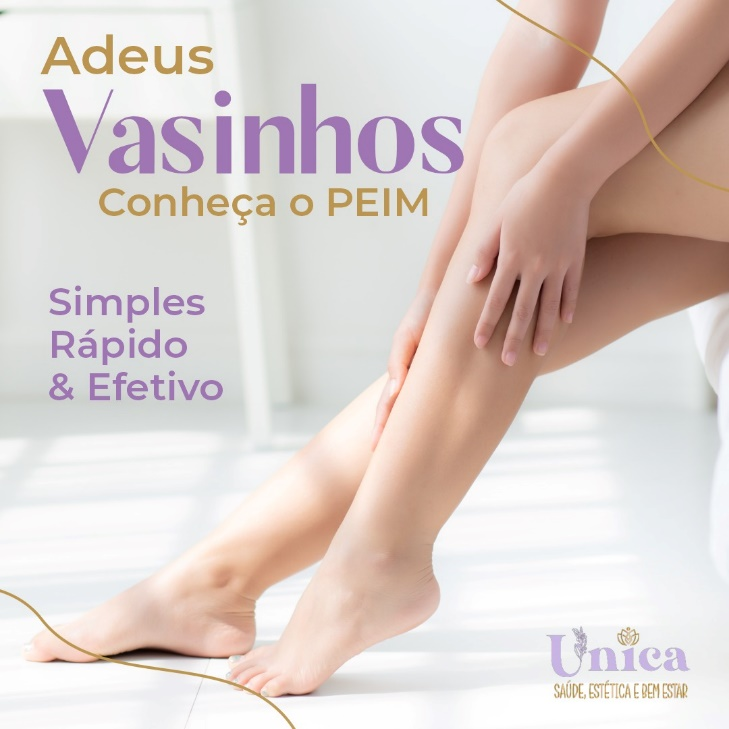 Adeus
Vasinhos
Conheça o PEIM
Simples
Rápido
& Efetivo
Unica
SAÚDE, ESTÉTICA E BEM ESTAR